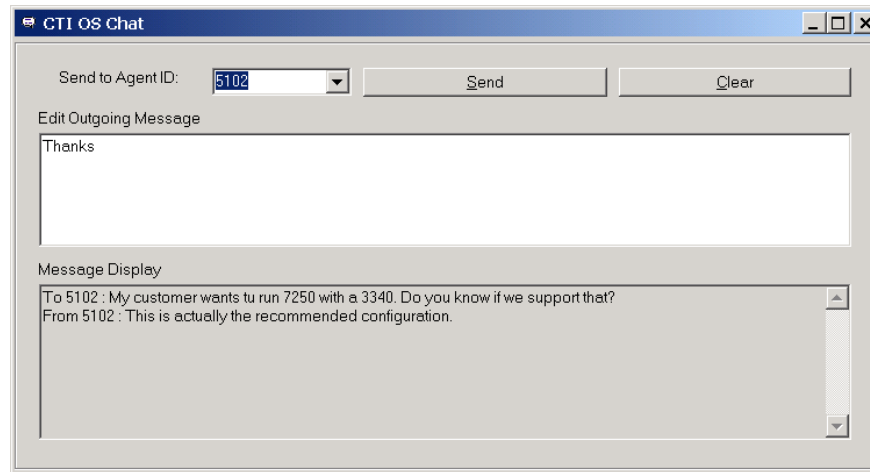 CTI OS Chat
Send to Agent ID: 5102 Send Clear
Edit Outgoing Message
Thanks
Message Display
To 5102 : My customer wants tu run 7250 with a 3340. Do you know if we support that?
From 5102 : This is actually the recommended configuration.